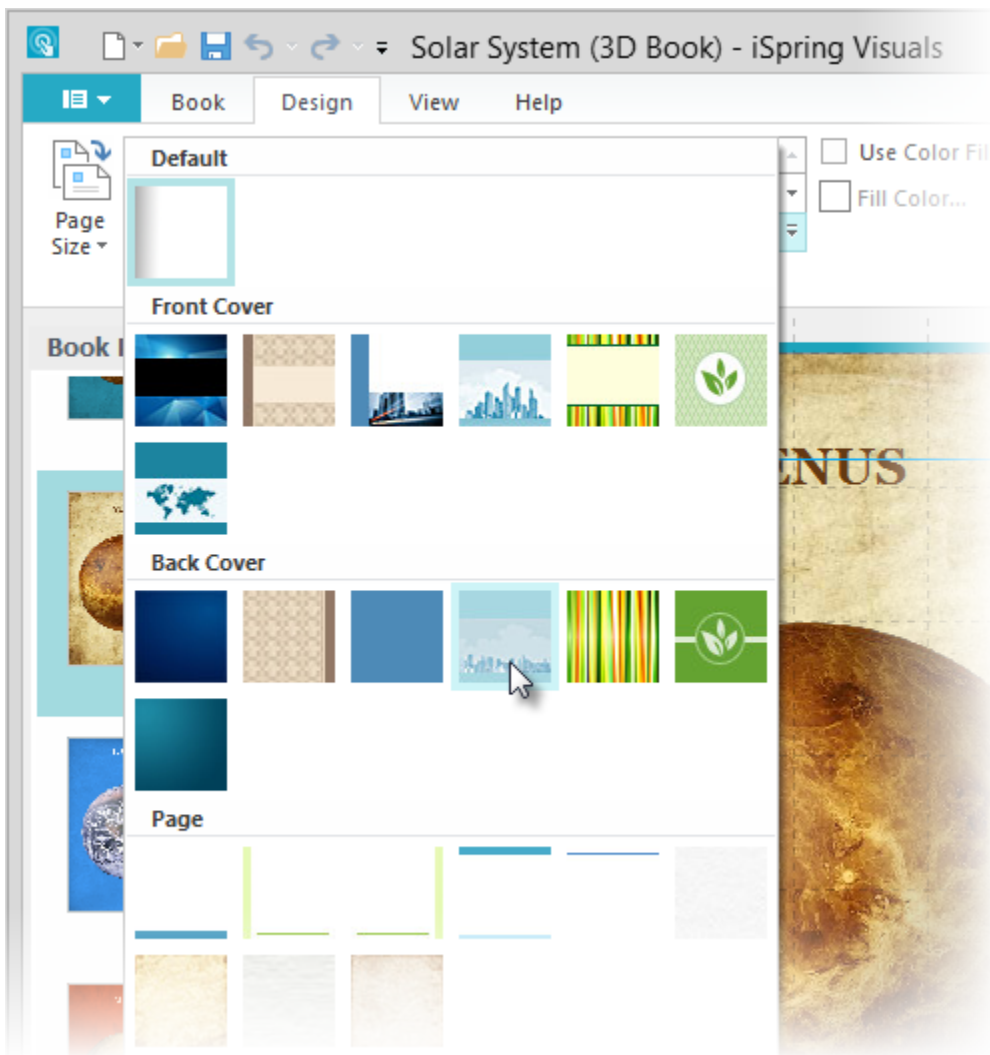 Solar System (3D Book) - iSpring Visuals
Book Design View Help
Default
Use Color Fil
Page
Size
Fill Color...
Front Cover
Book
ENUS
Back Cover
Page